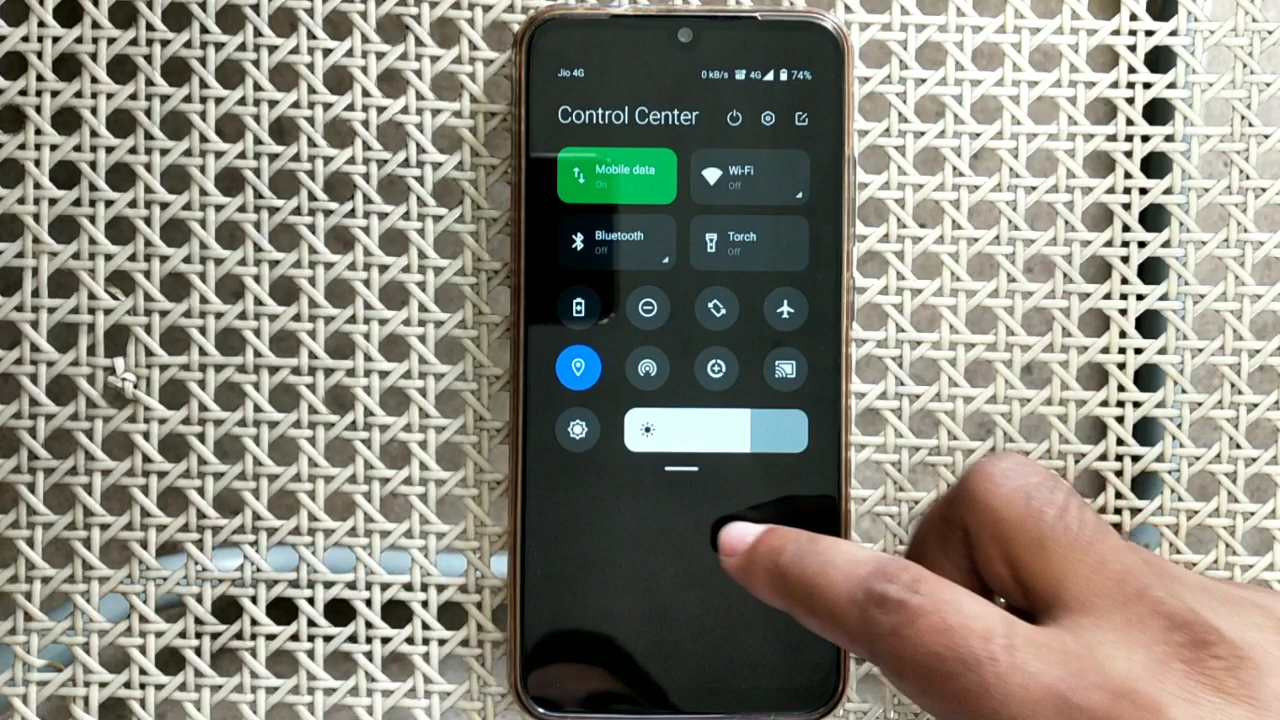 Jio 4G 0 kB/s 4G 74%
Control Center
Mobile data Wi-Fi
On Off
Bluetooth Torch
Off Off